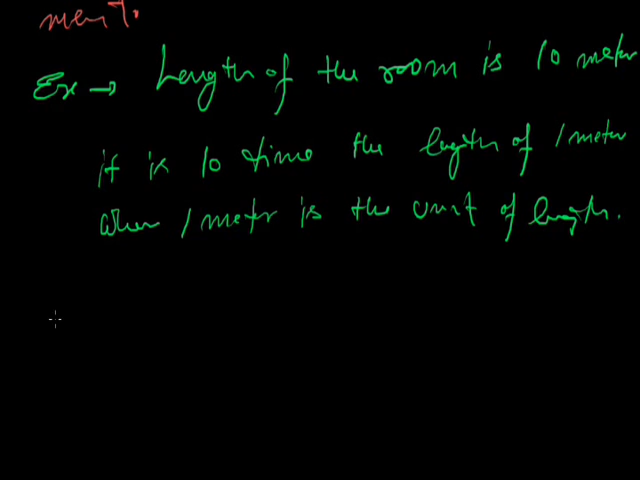 ment.
Ex → Length of the room is 10 meter
it is 10 time the length of 1 meter
when 1 meter is the unit of length.